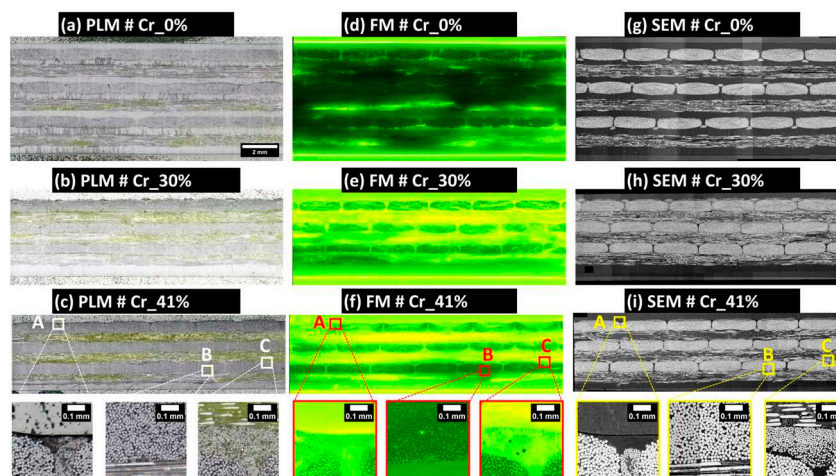 (a) PLM # Cr_0%
(d) FM # Cr_0%
(g) SEM # Cr_0%
2 mm
(b) PLM # Cr_30%
(e) FM # Cr_30%
(h) SEM # Cr_30%
(c) PLM # Cr_41%
(f) FM # Cr_41%
(i) SEM # Cr_41%
A
B
C
A
B
C
A
B
C
0.1 mm
0.1 mm
0.1 mm
0.1 mm
0.1 mm
0.1 mm
0.1 mm
0.1 mm
0.1 mm